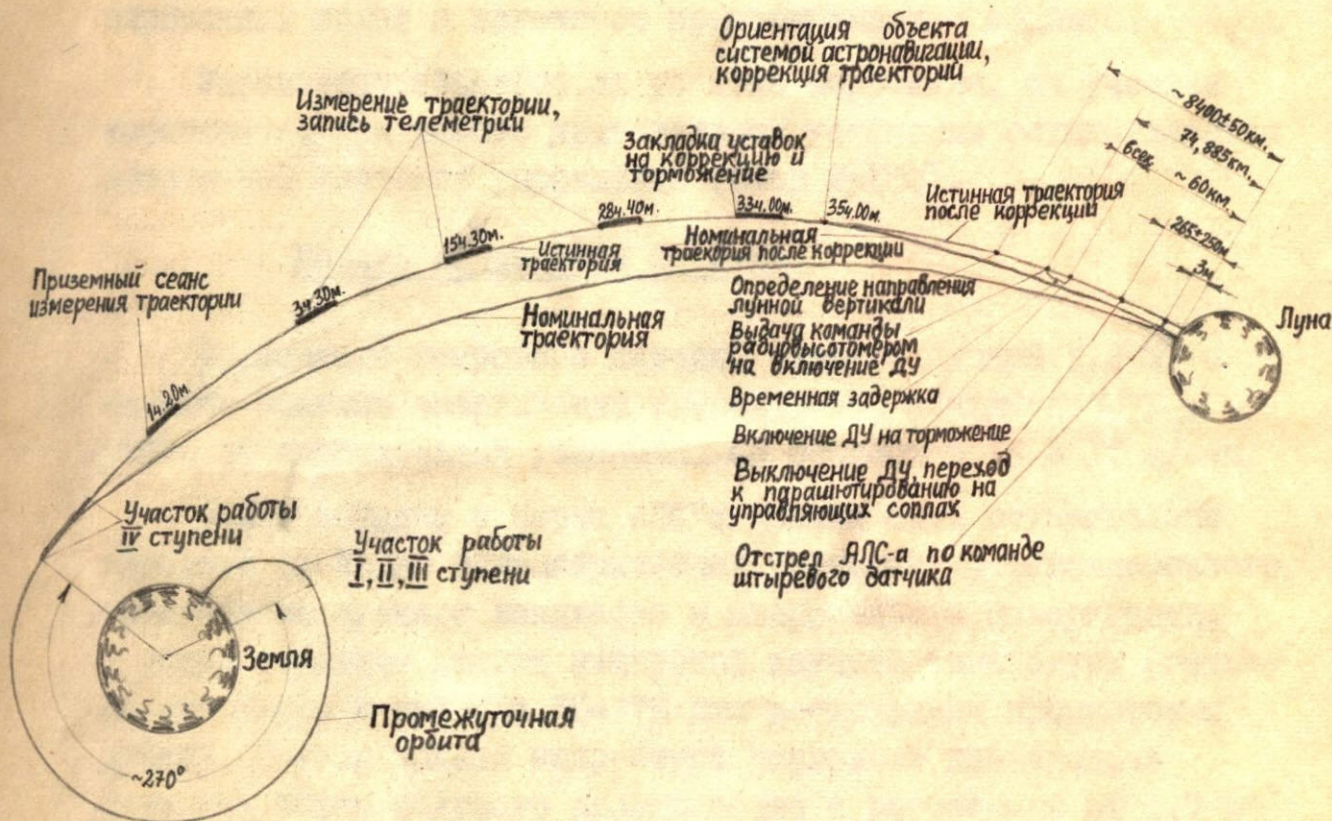 Ориентация объекта
системой астронавигации,
коррекция траектории
~8400±50км.
74,885км.
6сек.
~60км.
265±250м
3м
Измерение траектории,
запись телеметрии
Закладка уставок
на коррекцию и
торможение
Истинная траектория
после коррекции
1ч.20м.
3ч.30м.
15ч.30м.
28ч.40м.
33ч.00м.
35ч.00м.
Истинная
траектория
Номинальная
траекория после коррекции
Приземный сеанс
измерения траектории
Номинальная
траектория
Определение направления
лунной вертикали
Выдача команды
радиовысотомером
на включение ДУ
Временная задержка
Включение ДУ на торможение
Выключение ДУ, переход
к парашютированию на
управляющих соплах
Отстрел АЛС-а по команде
штыревого датчика
Луна
Участок работы
IV ступени
Участок работы
I, II, III ступени
Земля
Промежуточная
орбита
~270°